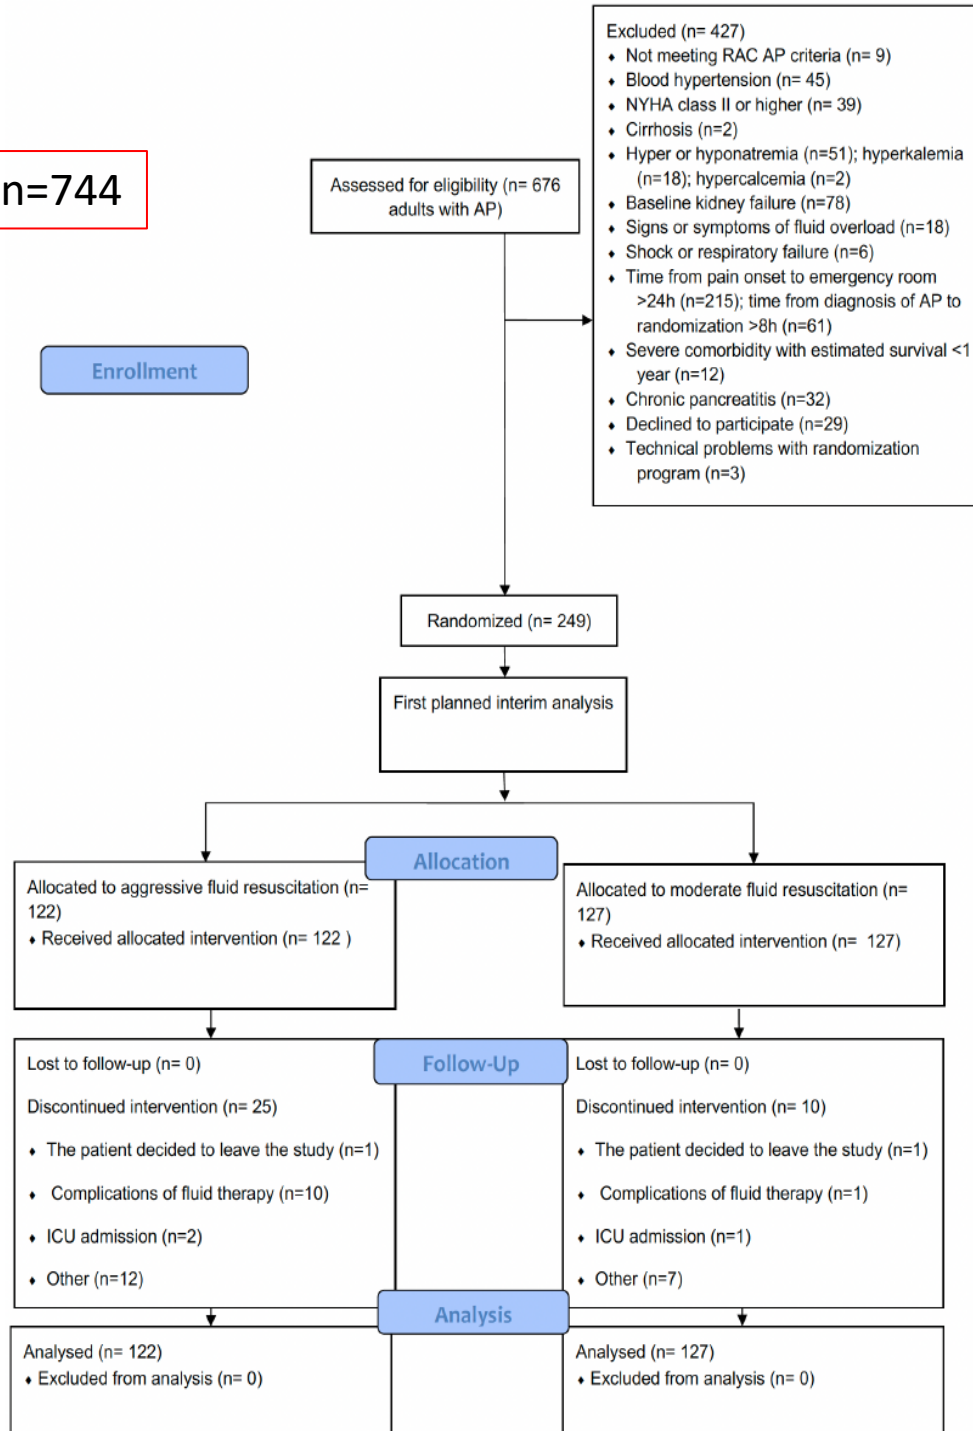 n=744
Assessed for eligibility (n= 676
adults with AP)
Excluded (n= 427)
♦ Not meeting RAC AP criteria (n= 9)
♦ Blood hypertension (n= 45)
♦ NYHA class II or higher (n= 39)
♦ Cirrhosis (n=2)
♦ Hyper or hyponatremia (n=51); hyperkalemia
(n=18); hypercalcemia (n=2)
♦ Baseline kidney failure (n=78)
♦ Signs or symptoms of fluid overload (n=18)
♦ Shock or respiratory failure (n=6)
♦ Time from pain onset to emergency room
>24h (n=215); time from diagnosis of AP to
randomization >8h (n=61)
♦ Severe comorbidity with estimated survival <1
year (n=12)
♦ Chronic pancreatitis (n=32)
♦ Declined to participate (n=29)
♦ Technical problems with randomization
program (n=3)
Enrollment
Randomized (n= 249)
First planned interim analysis
Allocation
Allocated to aggressive fluid resuscitation (n=
122)
♦ Received allocated intervention (n= 122 )
Allocated to moderate fluid resuscitation (n=
127)
♦ Received allocated intervention (n=  127)
Follow-Up
Lost to follow-up (n= 0)
Discontinued intervention (n= 25)
♦ The patient decided to leave the study (n=1)
♦ Complications of fluid therapy (n=10)
♦ ICU admission (n=2)
♦ Other (n=12)
Lost to follow-up (n= 0)
Discontinued intervention (n= 10)
♦ The patient decided to leave the study (n=1)
♦ Complications of fluid therapy (n=1)
♦ ICU admission (n=1)
♦ Other (n=7)
Analysis
Analysed (n= 122)
♦ Excluded from analysis (n= 0)
Analysed (n= 127)
♦ Excluded from analysis (n= 0)